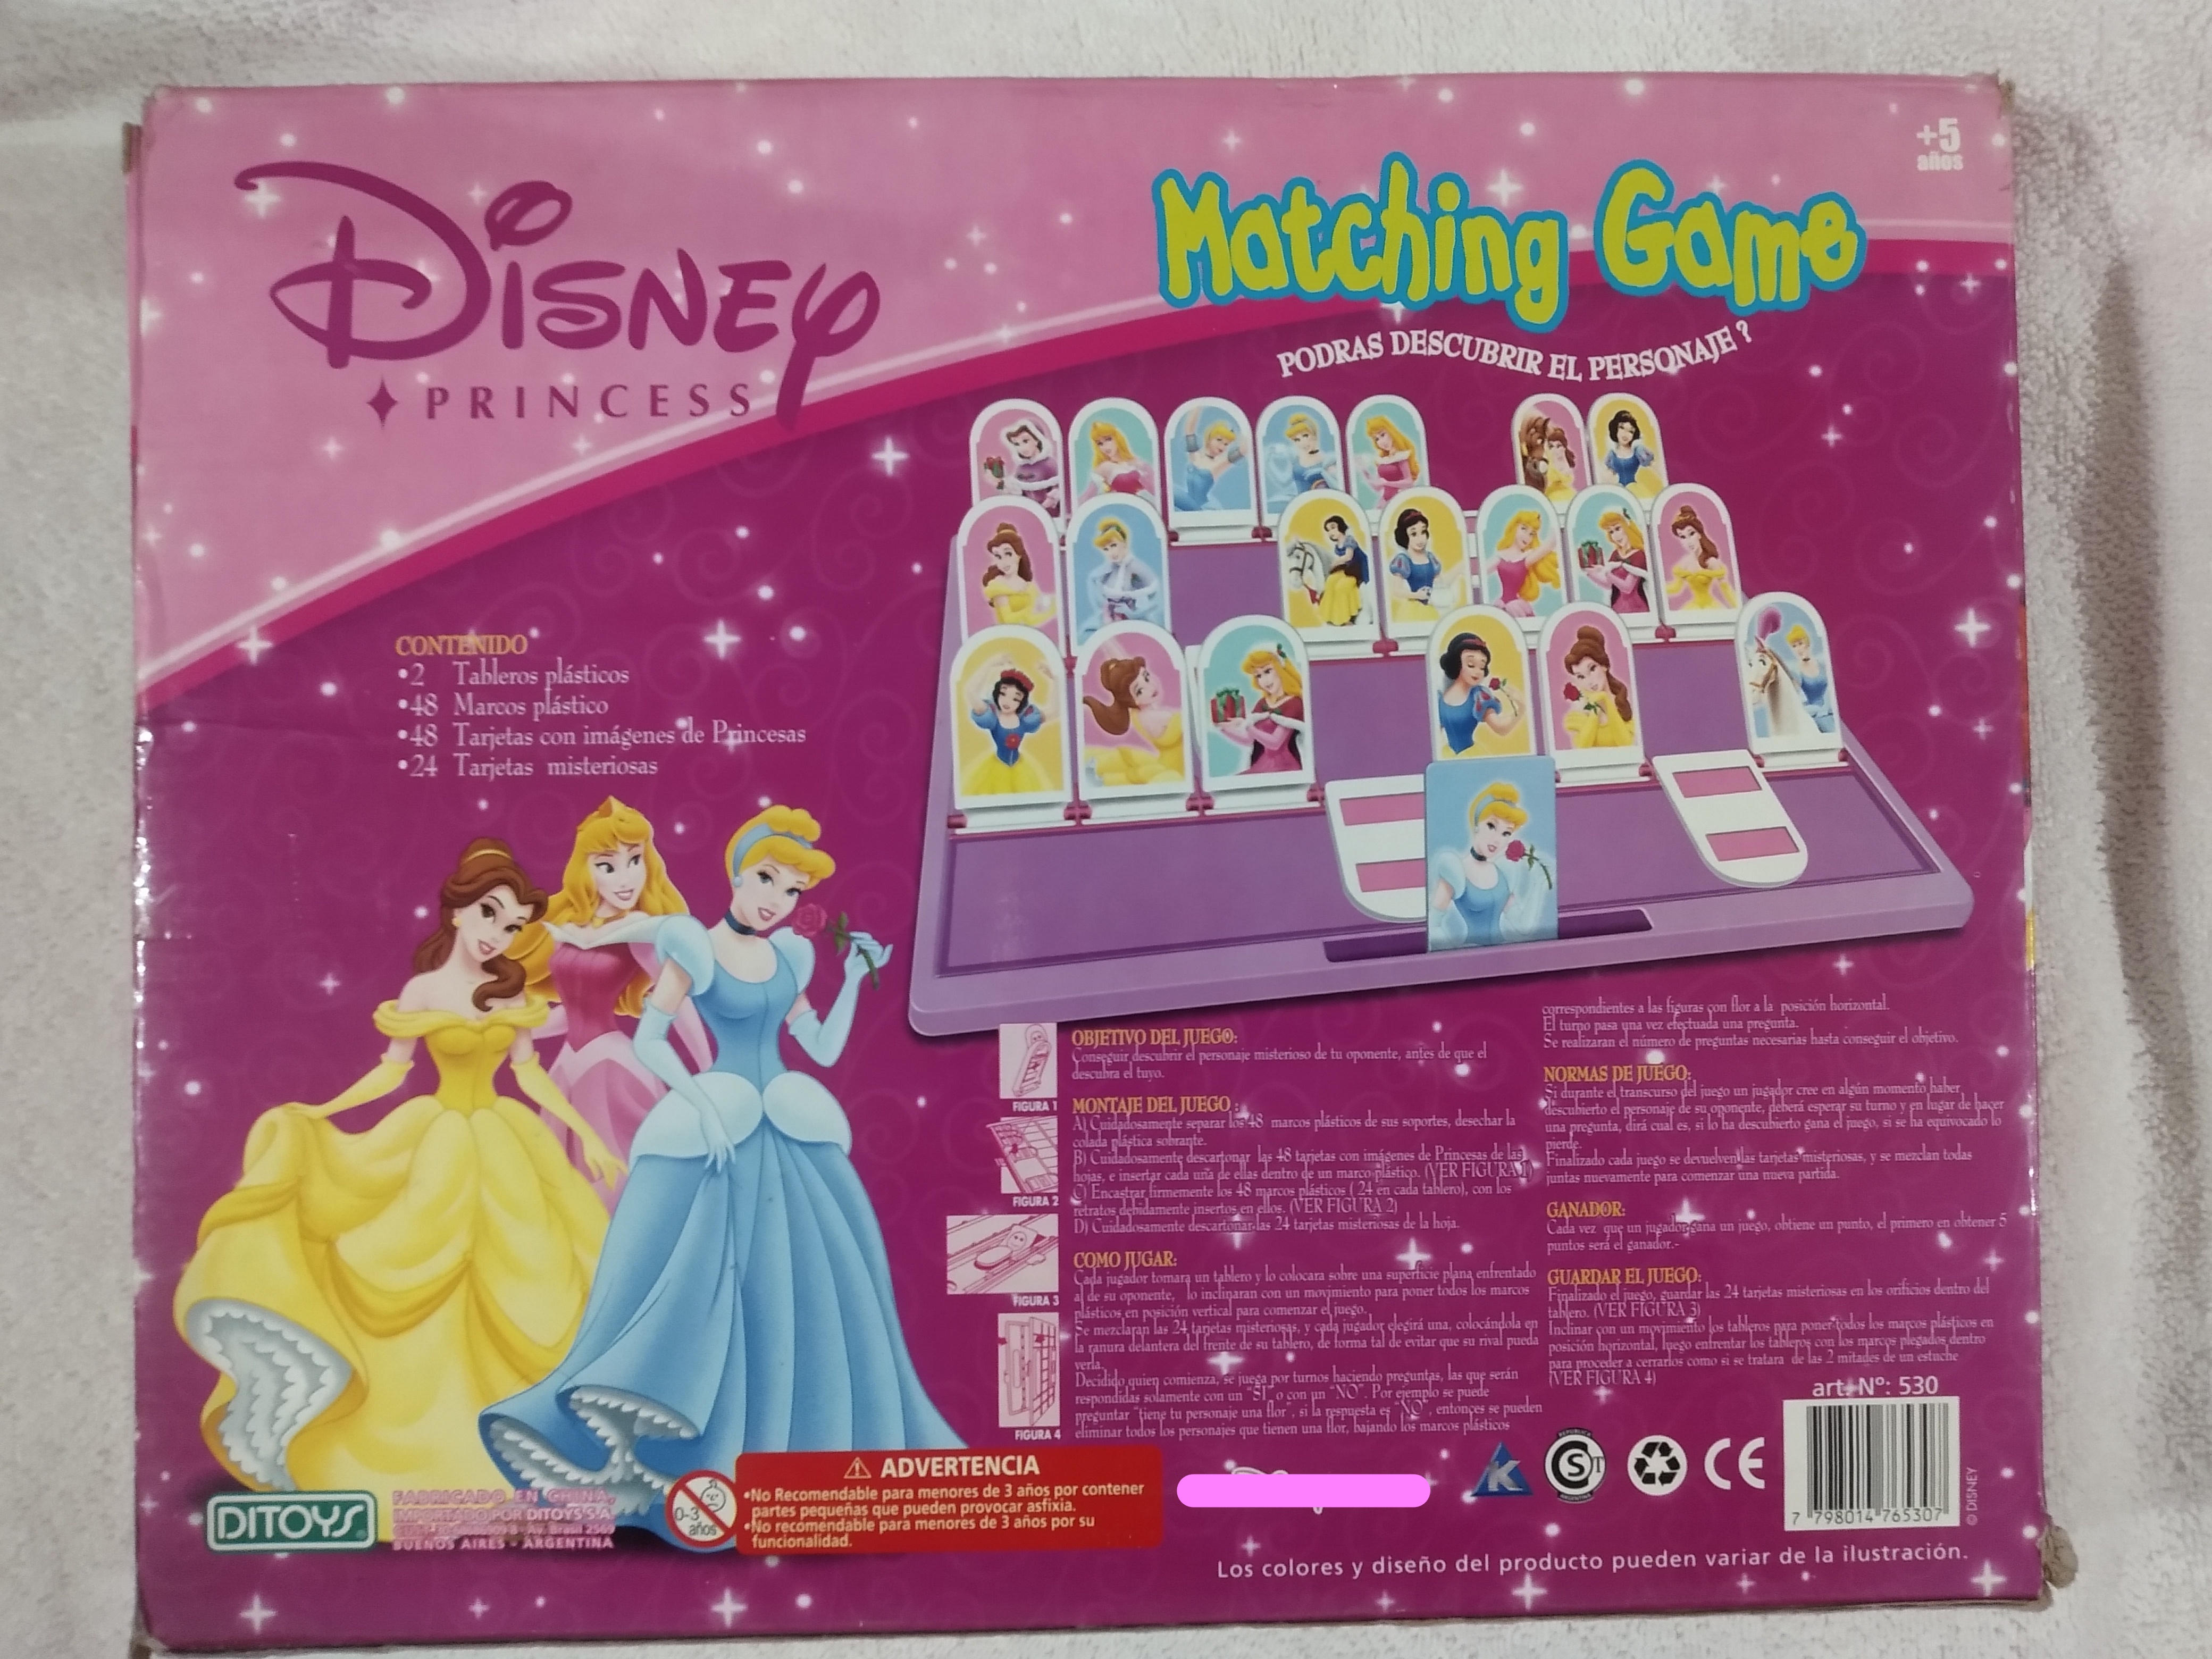 DISNEY
PRINCESS
Matching Game
+5
años
PODRAS DESCUBRIR EL PERSONAJE ?
CONTENIDO
•2 Tableros plásticos
•48 Marcos plástico
•48 Tarjetas con imágenes de Princesas
•24 Tarjetas misteriosas
FIGURA 1
FIGURA 2
FIGURA 3
FIGURA 4
OBJETIVO DEL JUEGO:
Conseguir descubrir el personaje misterioso de tu oponente, antes de que el
descubra el tuyo.
MONTAJE DEL JUEGO :
A) Cuidadosamente separar los 48 marcos plásticos de sus soportes, desechar la
colada plástica sobrante.
B) Cuidadosamente descartonar las 48 tarjetas con imágenes de Princesas de las
hojas, e insertar cada una de ellas dentro de un marco plástico. (VER FIGURA 1)
C) Encastrar firmemente los 48 marcos plásticos ( 24 en cada tablero), con los
retratos debidamente insertos en ellos. (VER FIGURA 2)
D) Cuidadosamente descartonar las 24 tarjetas misteriosas de la hoja.
COMO JUGAR:
Cada jugador tomara un tablero y lo colocara sobre una superficie plana enfrentado
al de su oponente, lo inclinaran con un movimiento para poner todos los marcos
plásticos en posición vertical para comenzar el juego.
Se mezclaran las 24 tarjetas misteriosas, y cada jugador elegirá una, colocándola en
la ranura delantera del frente de su tablero, de forma tal de evitar que su rival pueda
verla.
Decidido quien comienza, se juega por turnos haciendo preguntas, las que serán
respondidas solamente con un "SI" o con un "NO". Por ejemplo se puede
preguntar "tiene tu personaje una flor", si la respuesta es "NO", entonces se pueden
eliminar todos los personajes que tienen una flor, bajando los marcos plásticos
correspondientes a las figuras con flor a la posición horizontal.
El turno pasa una vez efectuada una pregunta.
Se realizaran el número de preguntas necesarias hasta conseguir el objetivo.
NORMAS DE JUEGO:
Si durante el transcurso del juego un jugador cree en algún momento haber
descubierto el personaje de su oponente, deberá esperar su turno y en lugar de hacer
una pregunta, dirá cual es, si lo ha descubierto gana el juego, si se ha equivocado lo
pierde.
Finalizado cada juego se devuelven las tarjetas misteriosas, y se mezclan todas
juntas nuevamente para comenzar una nueva partida.
GANADOR:
Cada vez que un jugador gana un juego, obtiene un punto, el primero en obtener 5
puntos será el ganador.-
GUARDAR EL JUEGO:
Finalizado el juego, guardar las 24 tarjetas misteriosas en los orificios dentro del
tablero. (VER FIGURA 3)
Inclinar con un movimiento los tableros para poner todos los marcos plásticos en
posición horizontal, luego enfrentar los tableros con los marcos plegados dentro
para proceder a cerrarlos como si se tratara de las 2 mitades de un estuche
(VER FIGURA 4)
art. Nº: 530
DITOYS
FABRICADO EN CHINA,
IMPORTADO POR DITOYS S.A.
Av. Brasil 2569
BUENOS AIRES - ARGENTINA
0-3
años
ADVERTENCIA
•No Recomendable para menores de 3 años por contener
partes pequeñas que pueden provocar asfixia.
•No recomendable para menores de 3 años por su
funcionalidad.
K
S
CE
7 798014 765307
© DISNEY
Los colores y diseño del producto pueden variar de la ilustración.